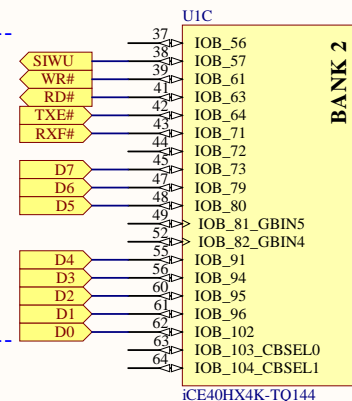 U1C
37 IOB_56
SIWU 38 IOB_57
WR# 39 IOB_61
RD# 41 IOB_63
TXE# 42 IOB_64
RXF# 43 IOB_71
44 IOB_72
D7 45 IOB_73
D6 47 IOB_79
D5 48 IOB_80
49 IOB_81_GBIN5
52 IOB_82_GBIN4
D4 55 IOB_91
D3 56 IOB_94
D2 60 IOB_95
D1 61 IOB_96
D0 62 IOB_102
63 IOB_103_CBSEL0
64 IOB_104_CBSEL1
BANK 2
iCE40HX4K-TQ144